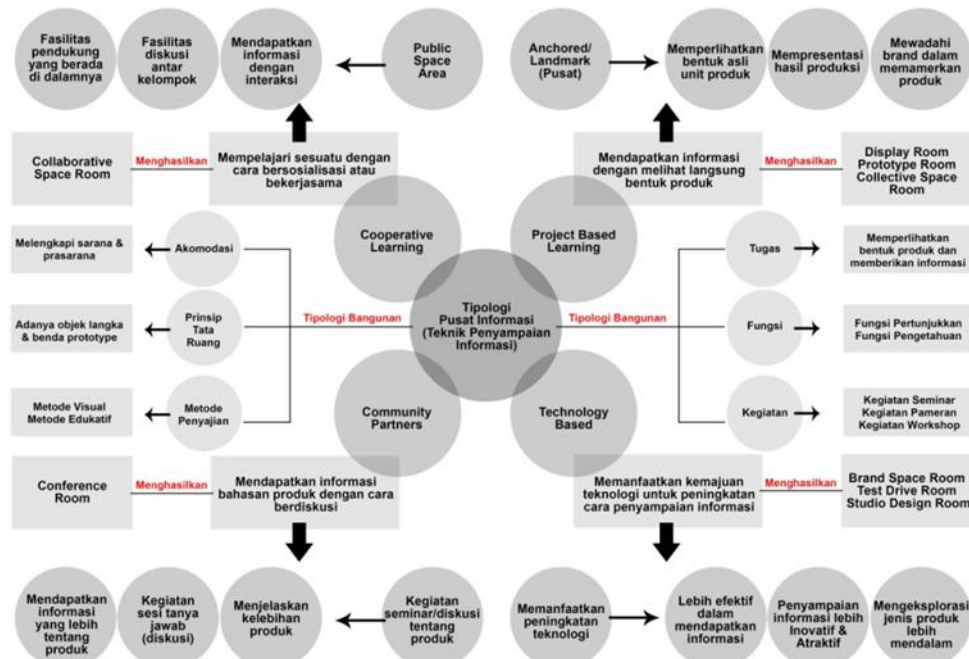 Fasilitas
pendukung
yang berada
di dalamnya
Fasilitas
diskusi
antar
kelompok
Mendapatkan
informasi
dengan
interaksi
Public
Space
Area
Anchored/
Landmark
(Pusat)
Memperlihatkan
bentuk asli
unit produk
Mempresentasi
hasil produksi
Mewadahi
brand dalam
memamerkan
produk
Collaborative
Space Room
Menghasilkan
Mempelajari sesuatu dengan
cara bersosialisasi atau
bekerjasama
Mendapatkan informasi
dengan melihat langsung
bentuk produk
Menghasilkan
Display Room
Prototype Room
Collective Space
Room
Cooperative
Learning
Project Based
Learning
Melengkapi sarana &
prasarana
Akomodasi
Tugas
Memperlihatkan
bentuk produk dan
memberikan informasi
Adanya objek langka
& benda prototype
Prinsip
Tata
Ruang
Tipologi Bangunan
Tipologi
Pusat Informasi
(Teknik Penyampaian
Informasi)
Tipologi Bangunan
Fungsi
Fungsi Pertunjukkan
Fungsi Pengetahuan
Metode Visual
Metode Edukatif
Metode
Penyajian
Community
Partners
Technology
Based
Kegiatan
Kegiatan Seminar
Kegiatan Pameran
Kegiatan Workshop
Conference
Room
Menghasilkan
Mendapatkan informasi
bahasan produk dengan cara
berdiskusi
Memanfaatkan kemajuan
teknologi untuk peningkatan
cara penyampaian informasi
Menghasilkan
Brand Space Room
Test Drive Room
Studio Design Room
Mendapatkan
informasi
yang lebih
tentang
produk
Kegiatan
sesi tanya
jawab
(diskusi)
Menjelaskan
kelebihan
produk
Kegiatan
seminar/diskusi
tentang
produk
Memanfaatkan
peningkatan
teknologi
Lebih efektif
dalam
mendapatkan
informasi
Penyampaian
informasi lebih
Inovatif &
Atraktif
Mengeksplorasi
jenis produk
lebih
mendalam